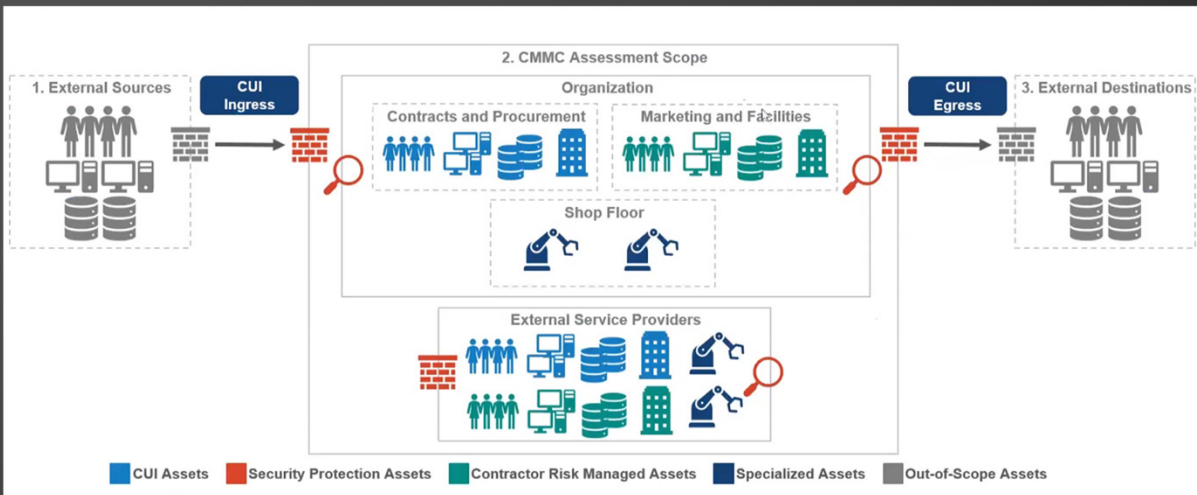 2. CMMC Assessment Scope
1. External Sources
CUI
Ingress
Organization
CUI
Egress
3. External Destinations
Contracts and Procurement
Marketing and Facilities
Shop Floor
External Service Providers
CUI Assets
Security Protection Assets
Contractor Risk Managed Assets
Specialized Assets
Out-of-Scope Assets